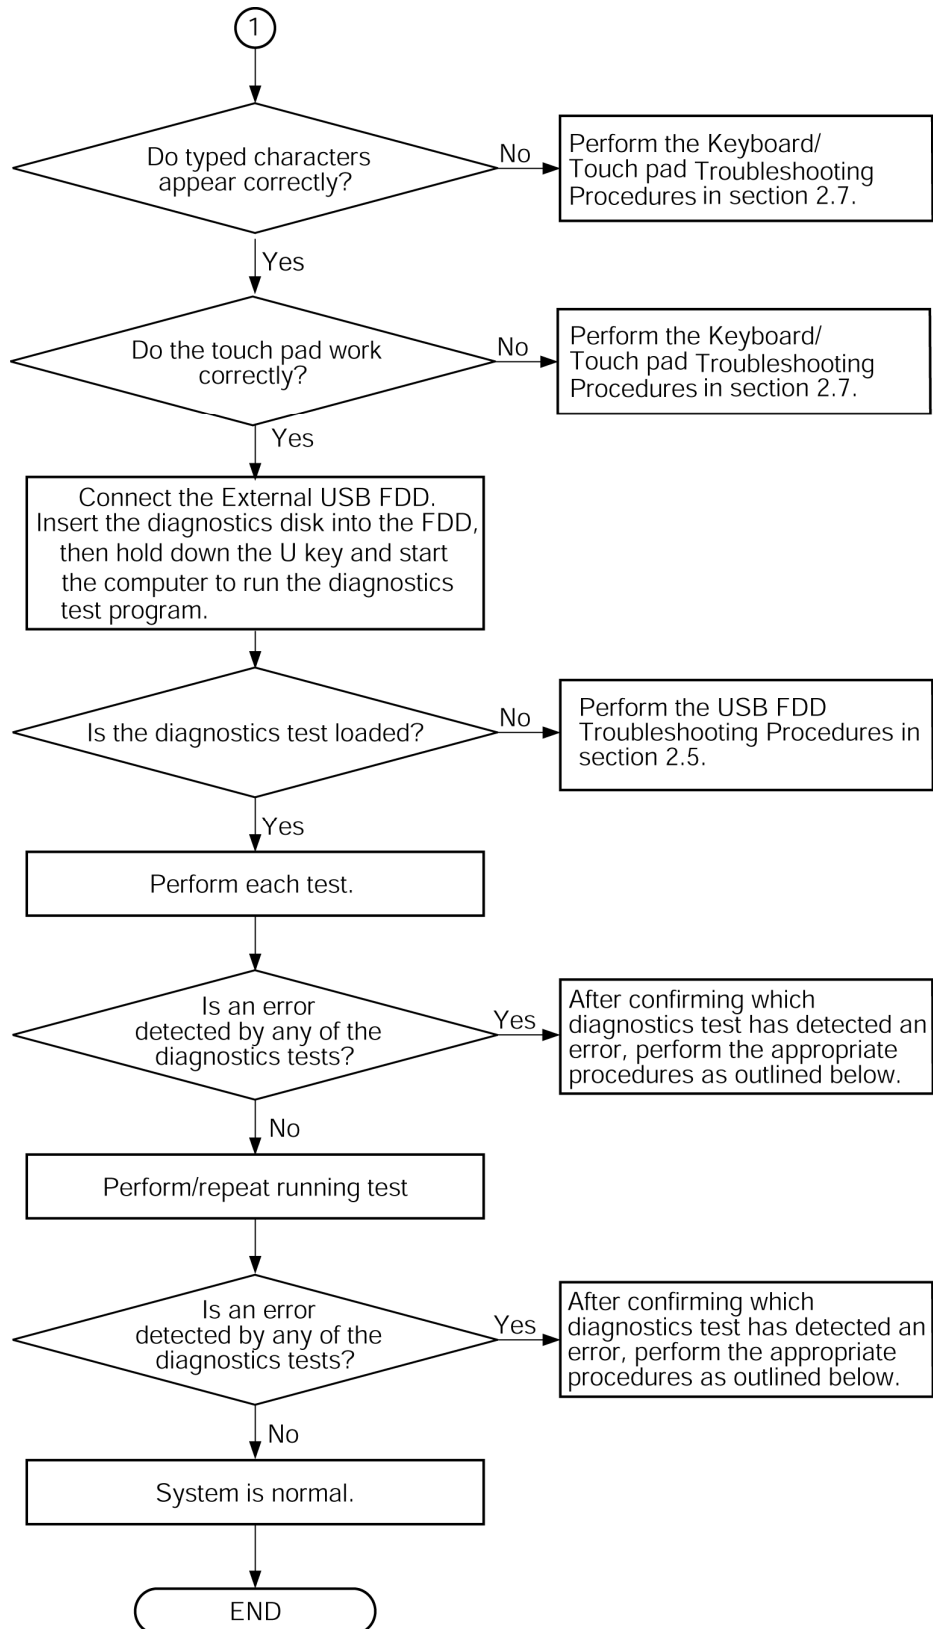 1
Do typed characters
appear correctly?
No
Perform the Keyboard/
Touch pad Troubleshooting
Procedures in section 2.7.
Yes
Do the touch pad work
correctly?
No
Perform the Keyboard/
Touch pad Troubleshooting
Procedures in section 2.7.
Yes
Connect the External USB FDD.
Insert the diagnostics disk into the FDD,
then hold down the U key and start
the computer to run the diagnostics
test program.
Is the diagnostics test loaded?
No
Perform the USB FDD
Troubleshooting Procedures in
section 2.5.
Yes
Perform each test.
Is an error
detected by any of the
diagnostics tests?
Yes
After confirming which
diagnostics test has detected an
error, perform the appropriate
procedures as outlined below.
No
Perform/repeat running test
Is an error
detected by any of the
diagnostics tests?
Yes
After confirming which
diagnostics test has detected an
error, perform the appropriate
procedures as outlined below.
No
System is normal.
END